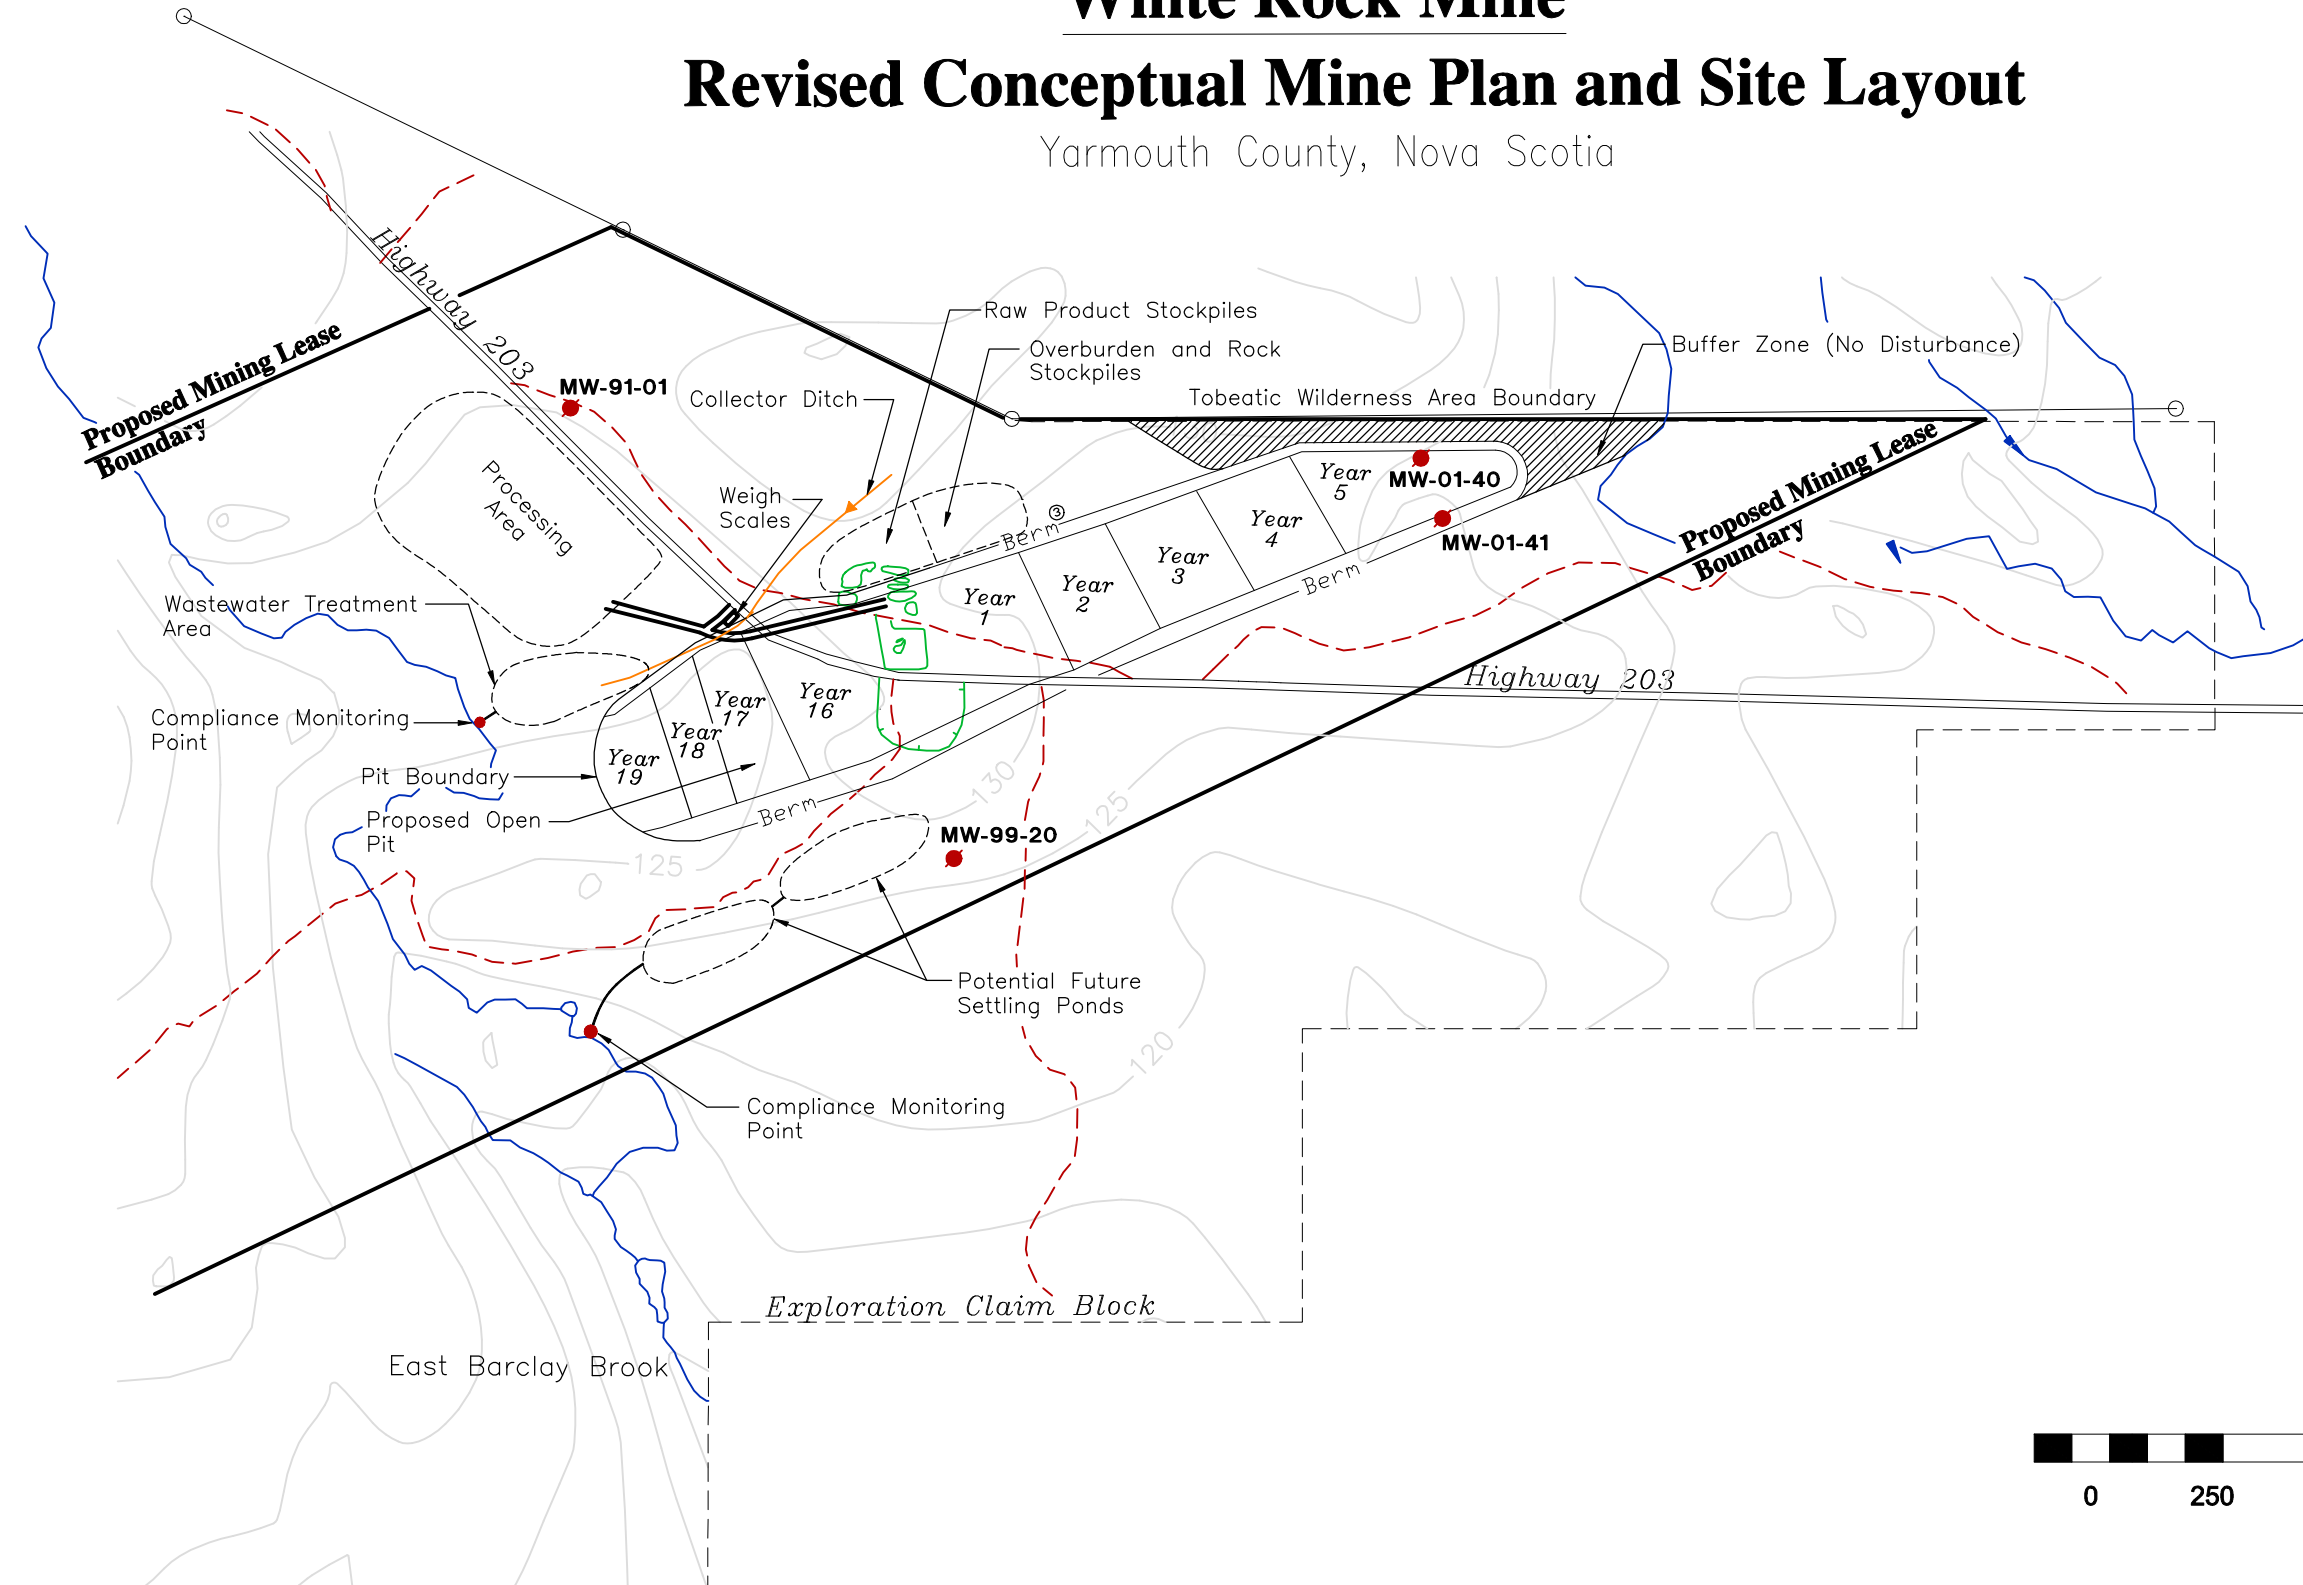 White Rock Mine
Revised Conceptual Mine Plan and Site Layout
Yarmouth County, Nova Scotia
Highway 203
Proposed Mining Lease
Boundary
Raw Product Stockpiles
Overburden and Rock
Stockpiles
Buffer Zone (No Disturbance)
MW-91-01
Collector Ditch
Tobeatic Wilderness Area Boundary
Proposed Mining Lease
Boundary
Processing
Area
Weigh
Scales
Berm
3
Year
5
MW-01-40
Year
4
MW-01-41
Year
3
Berm
Year
2
Year
1
Wastewater Treatment
Area
Highway 203
Compliance Monitoring
Point
Year
16
Year
17
Year
18
Year
19
Pit Boundary
Proposed Open
Pit
Berm
130
125
MW-99-20
125
Potential Future
Settling Ponds
120
Compliance Monitoring
Point
Exploration Claim Block
East Barclay Brook
0
250